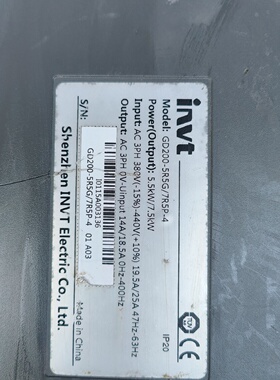 invt
Model: GD200-5R5G/7R5P-4
IP20
Power(Output): 5.5kW/7.5kW
Input: AC 3PH 380V(-15%)-440V(+10%) 19.5A/25A 47Hz-63Hz
Output: AC 3PH 0V-Uinput 14A/18.5A 0Hz-400Hz
S/N:
00115A003136
GD200-5R5G/7R5P-4 01 A03
Made in China
Shenzhen INVT Electric Co., Ltd.